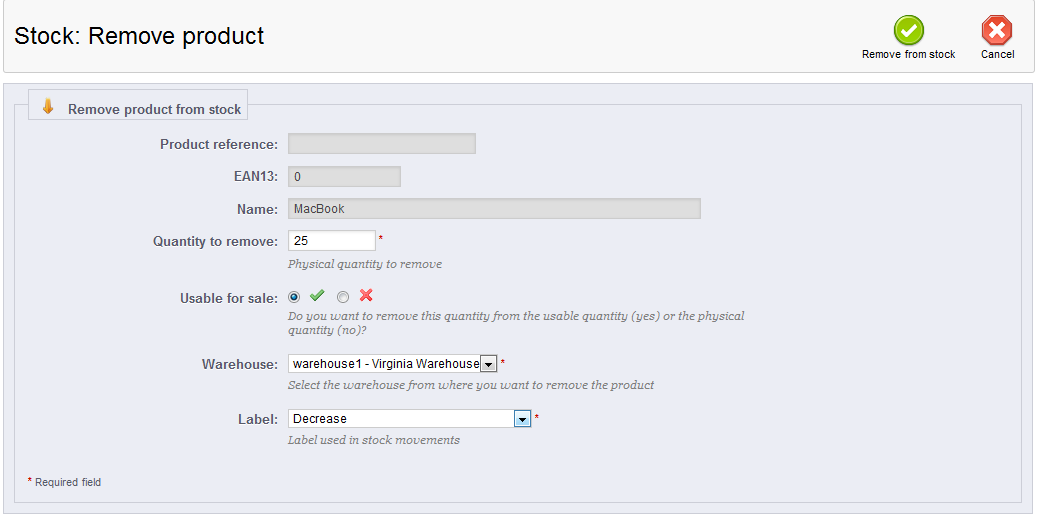 Stock: Remove product
Remove from stock
Cancel
Remove product from stock
Product reference:
EAN13: 0
Name: MacBook
Quantity to remove: 25 *
Physical quantity to remove
Usable for sale:
Do you want to remove this quantity from the usable quantity (yes) or the physical
quantity (no)?
Warehouse: warehouse1 - Virginia Warehouse *
Select the warehouse from where you want to remove the product
Label: Decrease *
Label used in stock movements
* Required field